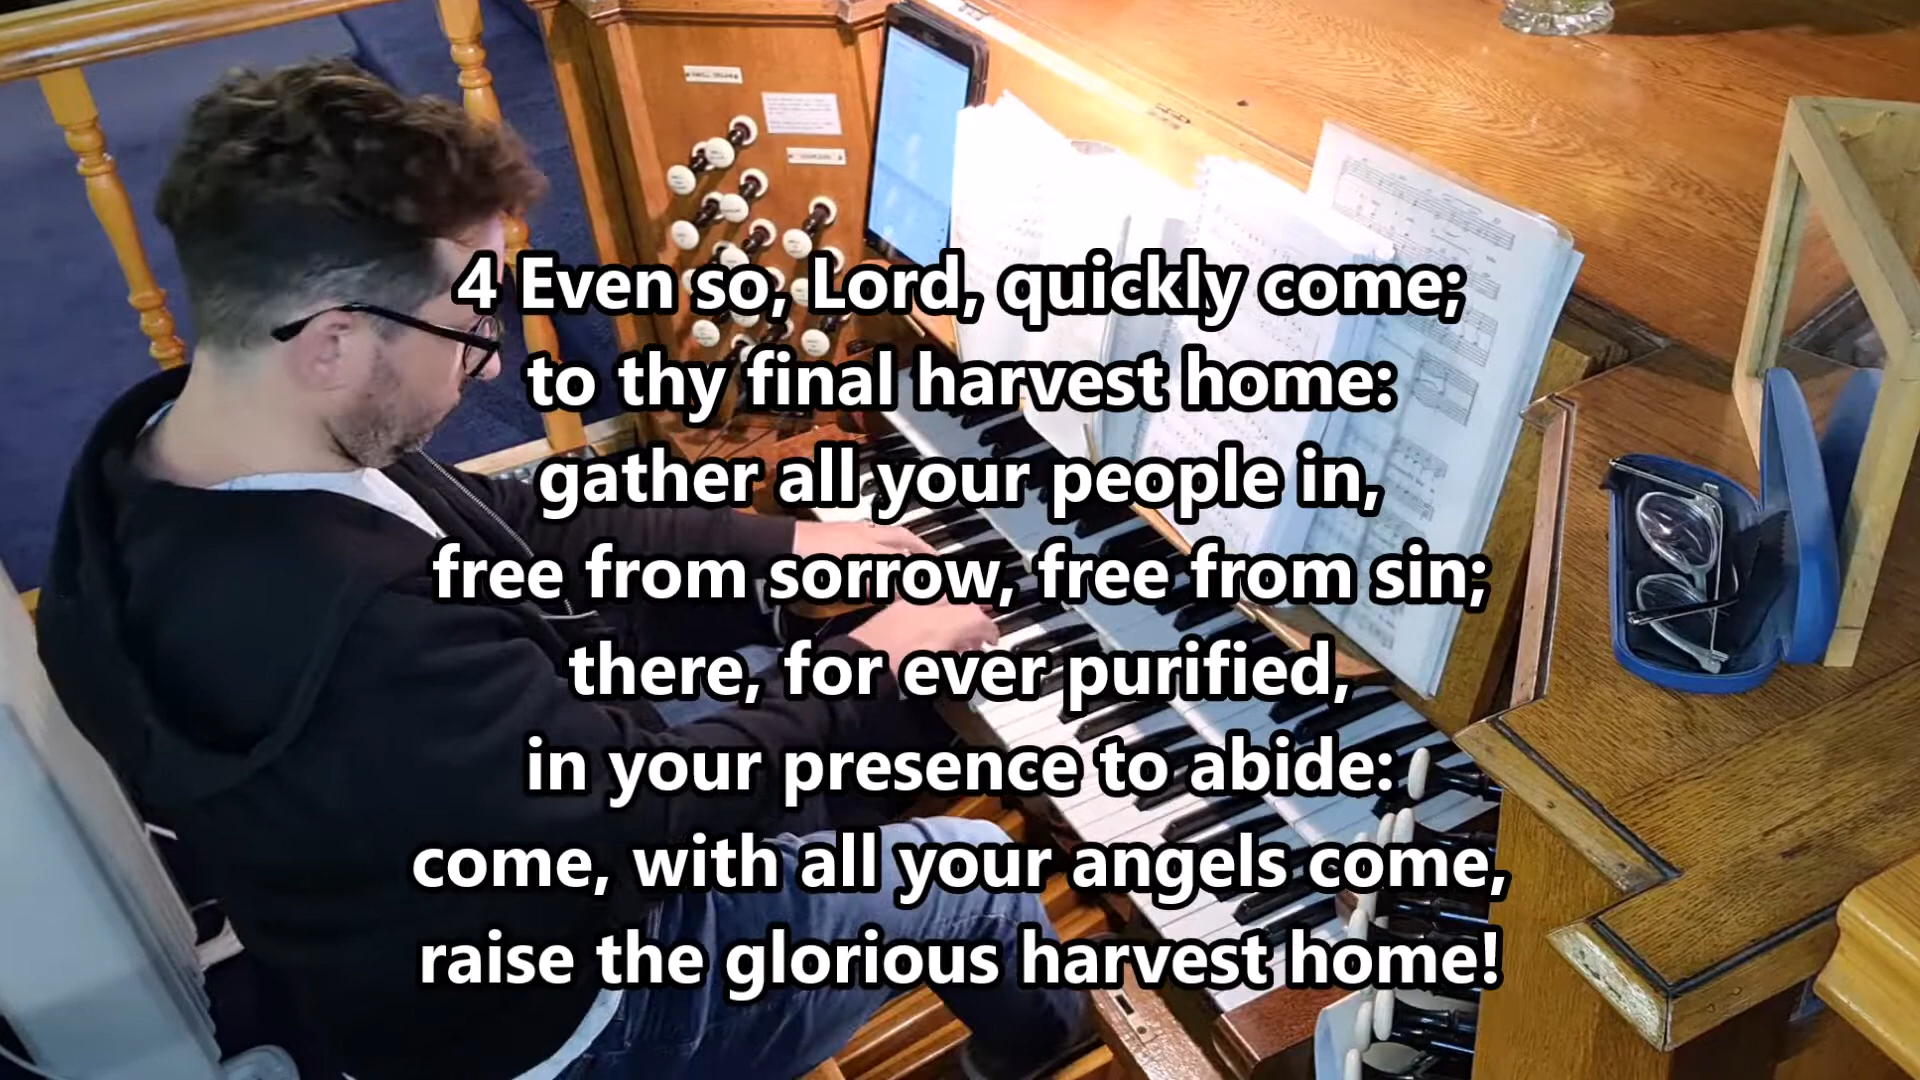 4 Even so, Lord, quickly come;
to thy final harvest home:
gather all your people in,
free from sorrow, free from sin;
there, for ever purified,
in your presence to abide:
come, with all your angels come,
raise the glorious harvest home!